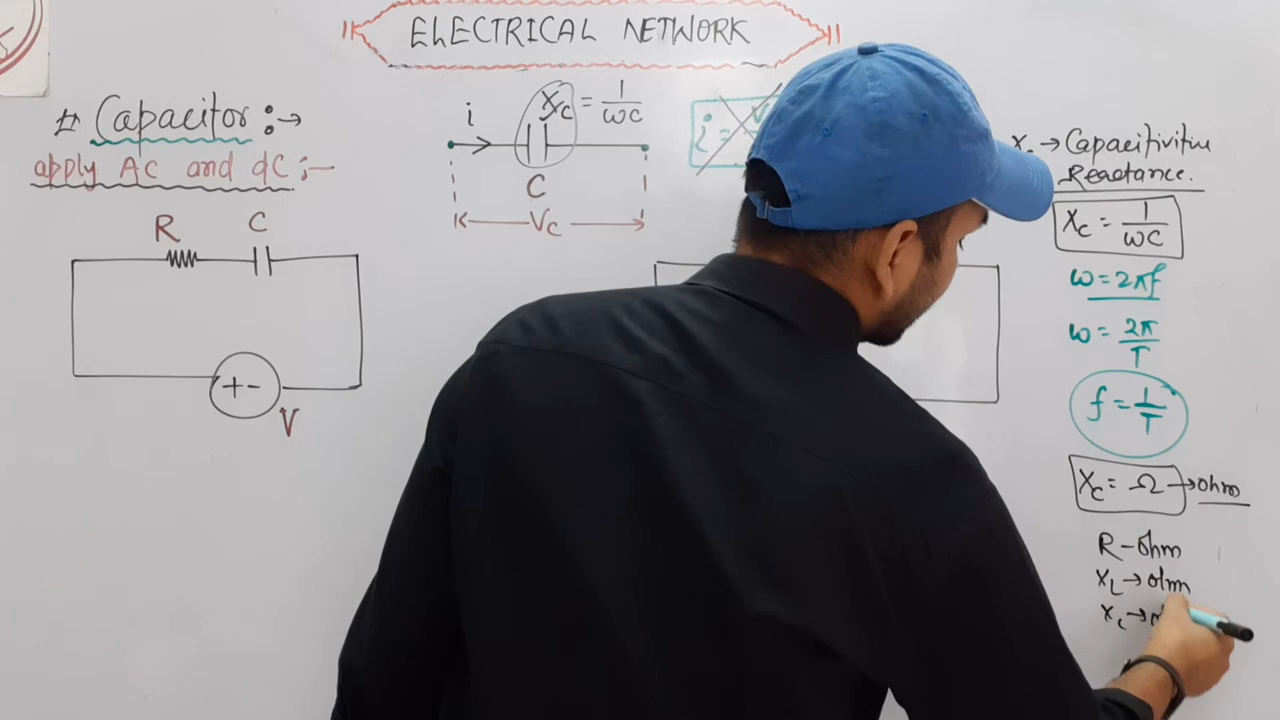 ELECTRICAL NETWORK
# Capacitor :→
apply AC and dC :-
R C
+ -
V
i
Xc = 1/ωC
C
Vc
i =
→ Capacitivitive
Reactance.
Xc = 1/ωC
ω = 2πf
ω = 2π/T
f = 1/T
Xc = Ω → ohm
R - ohm
XL → ohm
Xc →